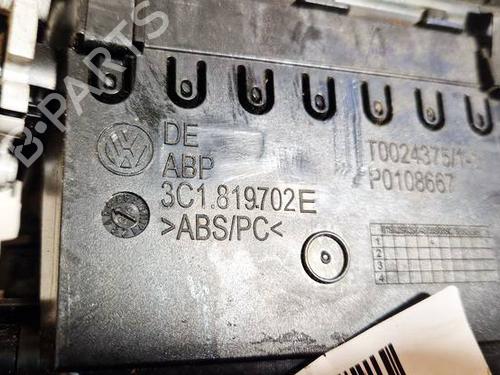 B-PARTS
DE
ABP
3C1.819.702E
>ABS/PC<
T0024375/1-
P0108667
1
2
3
4